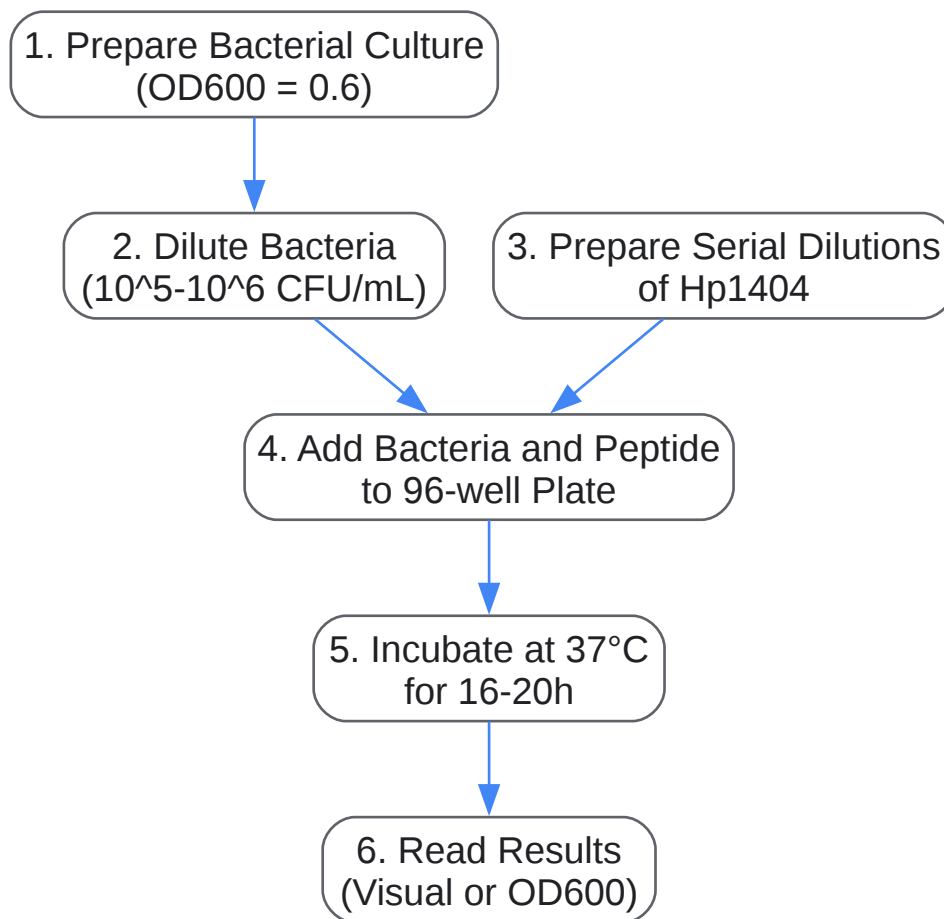 1. Prepare Bacterial Culture
(OD600 = 0.6)
2. Dilute Bacteria
(10^5-10^6 CFU/mL)
3. Prepare Serial Dilutions
of Hp1404
4. Add Bacteria and Peptide
to 96-well Plate
5. Incubate at 37°C
for 16-20h
6. Read Results
(Visual or OD600)